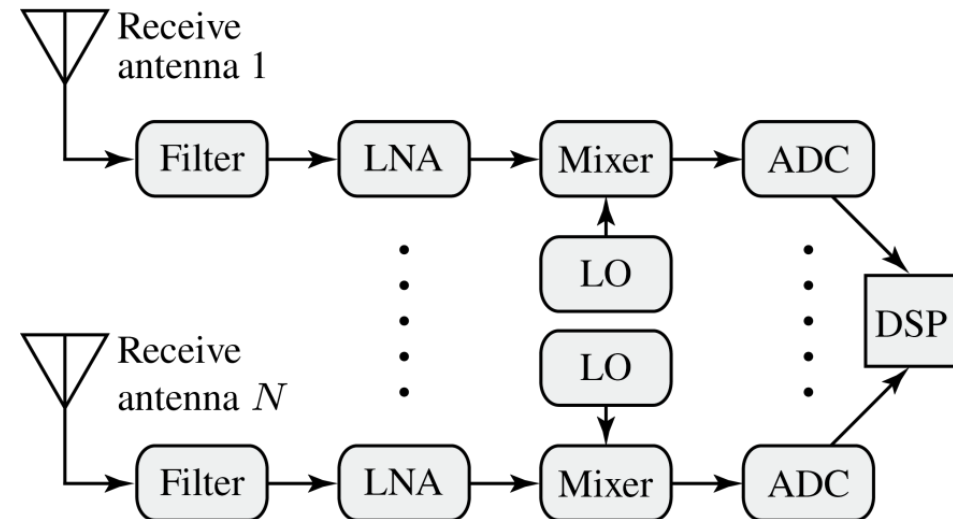 Receive
antenna 1
Filter
LNA
Mixer
ADC
LO
DSP
LO
Receive
antenna N
Filter
LNA
Mixer
ADC